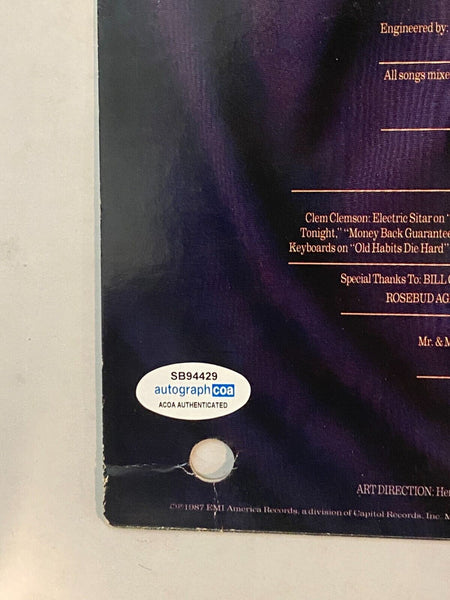 Engineered by:
All songs mixe
Clem Clemson: Electric Sitar on "
Tonight," "Money Back Guarante
Keyboards on "Old Habits Die Hard"
Special Thanks To: BILL
ROSEBUD AG
Mr. & M
SB94429
autograph coa
ACOA AUTHENTICATED
ART DIRECTION: He
©℗1987 EMI America Records, a division of Capitol Records, Inc. M